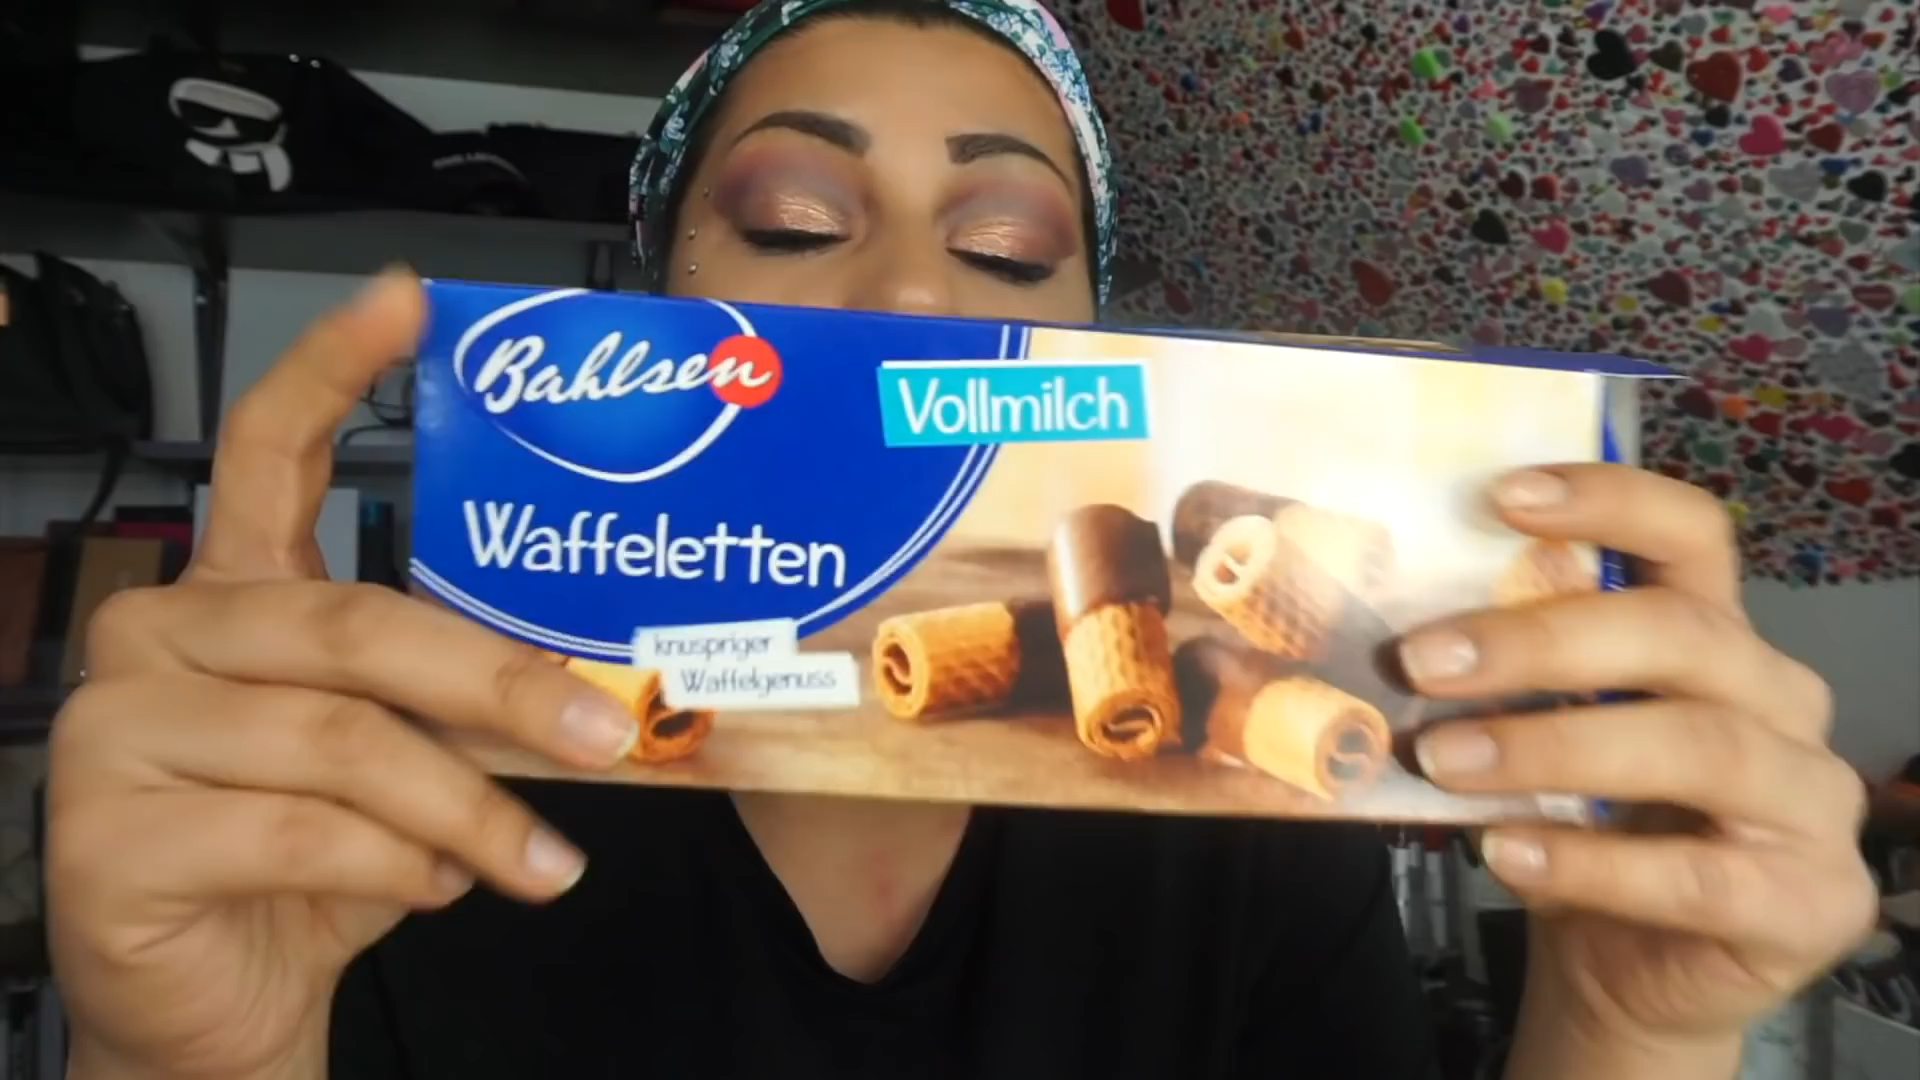 Bahlsen
Vollmilch
Waffeletten
knuspriger
Waffelgenuss